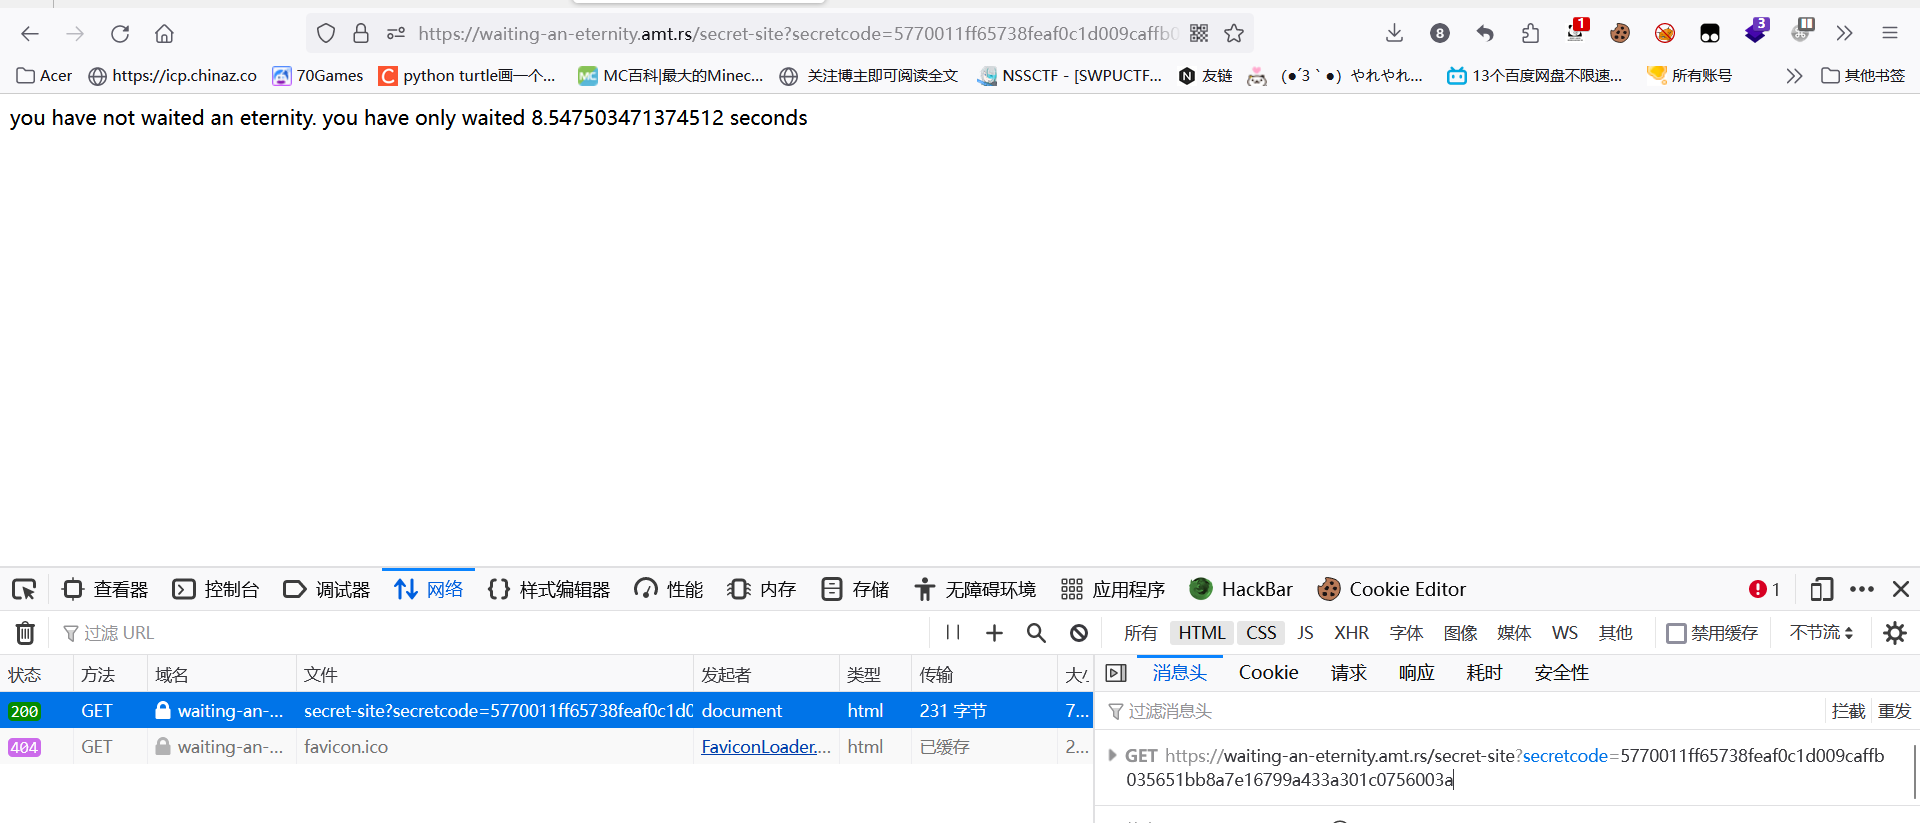 https://waiting-an-eternity.amt.rs/secret-site?secretcode=5770011ff65738feaf0c1d009caffb0
8
1
3
Acer
https://icp.chinaz.co
70Games
python turtle画一个...
MC百科|最大的Minec...
关注博主即可阅读全文
NSSCTF - [SWPUCTF...
友链
(●´3｀●) やれやれ...
13个百度网盘不限速...
所有账号
其他书签
you have not waited an eternity. you have only waited 8.547503471374512 seconds
查看器 控制台 调试器 网络 样式编辑器 性能 内存 存储 无障碍环境 应用程序 HackBar Cookie Editor 1
过滤 URL
所有 HTML CSS JS XHR 字体 图像 媒体 WS 其他 禁用缓存 不节流
状态 方法 域名 文件 发起者 类型 传输
消息头 Cookie 请求 响应 耗时 安全性
200 GET waiting-an-... secret-site?secretcode=5770011ff65738feaf0c1d0 document html 231 字节 7...
过滤消息头 拦截 重发
404 GET waiting-an-... favicon.ico FaviconLoader.... html 已缓存 2...
GET https://waiting-an-eternity.amt.rs/secret-site?secretcode=5770011ff65738feaf0c1d009caffb
035651bb8a7e16799a433a301c0756003a